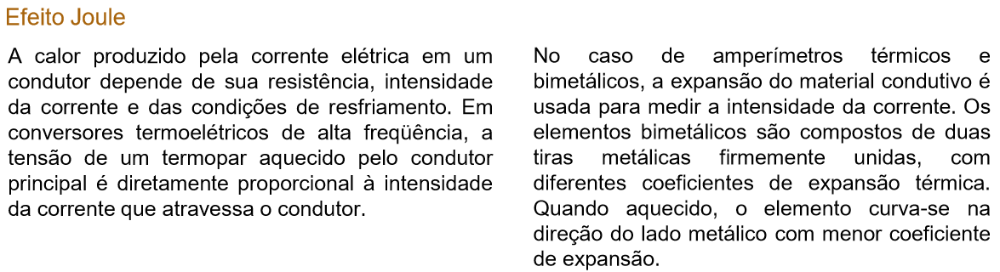 Efeito Joule
A calor produzido pela corrente elétrica em um
condutor depende de sua resistência, intensidade
da corrente e das condições de resfriamento. Em
conversores termoelétricos de alta freqüência, a
tensão de um termopar aquecido pelo condutor
principal é diretamente proporcional à intensidade
da corrente que atravessa o condutor.
No caso de amperímetros térmicos e
bimetálicos, a expansão do material condutivo é
usada para medir a intensidade da corrente. Os
elementos bimetálicos são compostos de duas
tiras metálicas firmemente unidas, com
diferentes coeficientes de expansão térmica.
Quando aquecido, o elemento curva-se na
direção do lado metálico com menor coeficiente
de expansão.